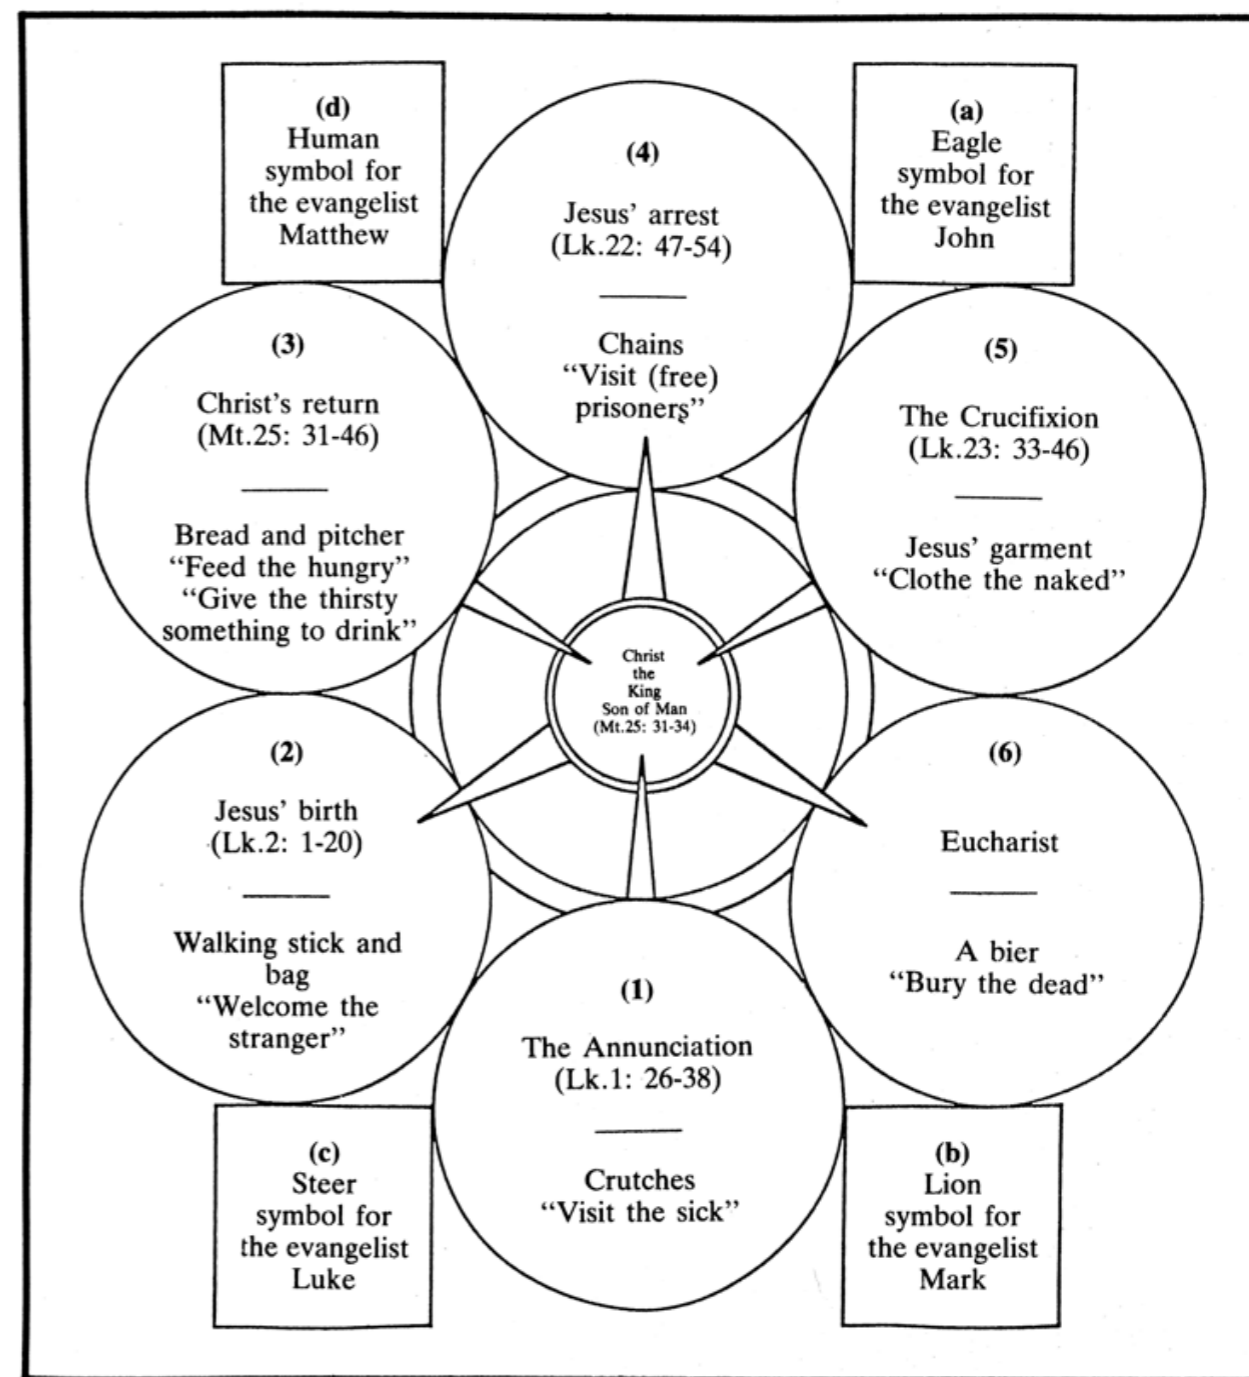 (d)
Human
symbol for
the evangelist
Matthew
(4)
Jesus’ arrest
(Lk.22: 47-54)
Chains
“Visit (free)
prisoners”
(a)
Eagle
symbol for
the evangelist
John
(3)
Christ’s return
(Mt.25: 31-46)
Bread and pitcher
“Feed the hungry”
“Give the thirsty
something to drink”
(5)
The Crucifixion
(Lk.23: 33-46)
Jesus’ garment
“Clothe the naked”
Christ
the
King
Son of Man
(Mt.25: 31-34)
(2)
Jesus’ birth
(Lk.2: 1-20)
Walking stick and
bag
“Welcome the
stranger”
(6)
Eucharist
A bier
“Bury the dead”
(1)
The Annunciation
(Lk.1: 26-38)
Crutches
“Visit the sick”
(c)
Steer
symbol for
the evangelist
Luke
(b)
Lion
symbol for
the evangelist
Mark